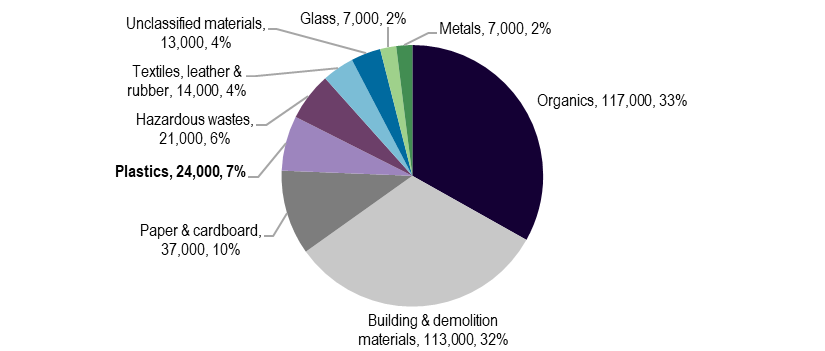 Unclassified materials,
13,000, 4%
Glass, 7,000, 2%
Metals, 7,000, 2%
Textiles, leather &
rubber, 14,000, 4%
Organics, 117,000, 33%
Hazardous wastes,
21,000, 6%
Plastics, 24,000, 7%
Paper & cardboard,
37,000, 10%
Building & demolition
materials, 113,000, 32%